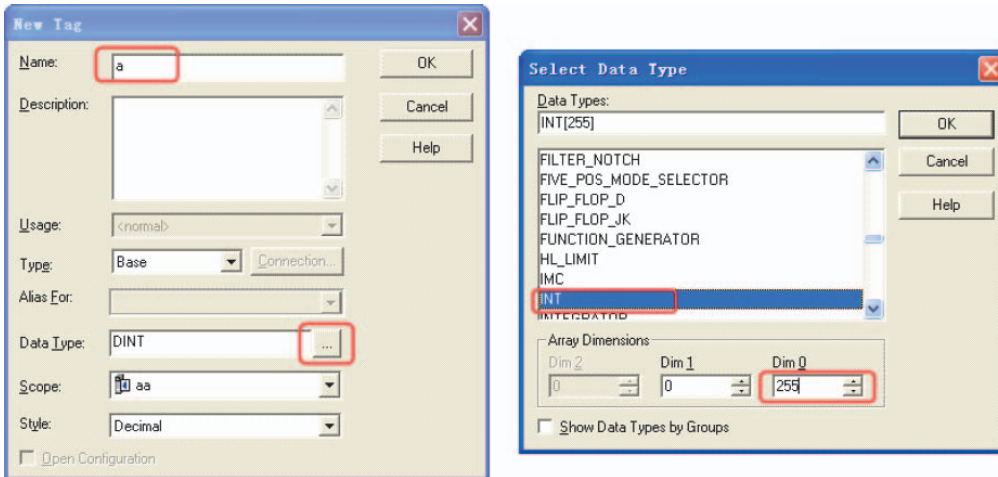 New Tag
Name: a OK
Description: Cancel
Help
Usage: <normal>
Type: Base Connection...
Alias For:
Data Type: DINT ...
Scope: aa
Style: Decimal
Open Configuration
Select Data Type
Data Types:
INT[255] OK
FILTER_NOTCH Cancel
FIVE_POS_MODE_SELECTOR
FLIP_FLOP_D Help
FLIP_FLOP_JK
FUNCTION_GENERATOR
HL_LIMIT
IMC
INT
INTEGRATOR
Array Dimensions
Dim 2 Dim 1 Dim 0
0 0 255
Show Data Types by Groups